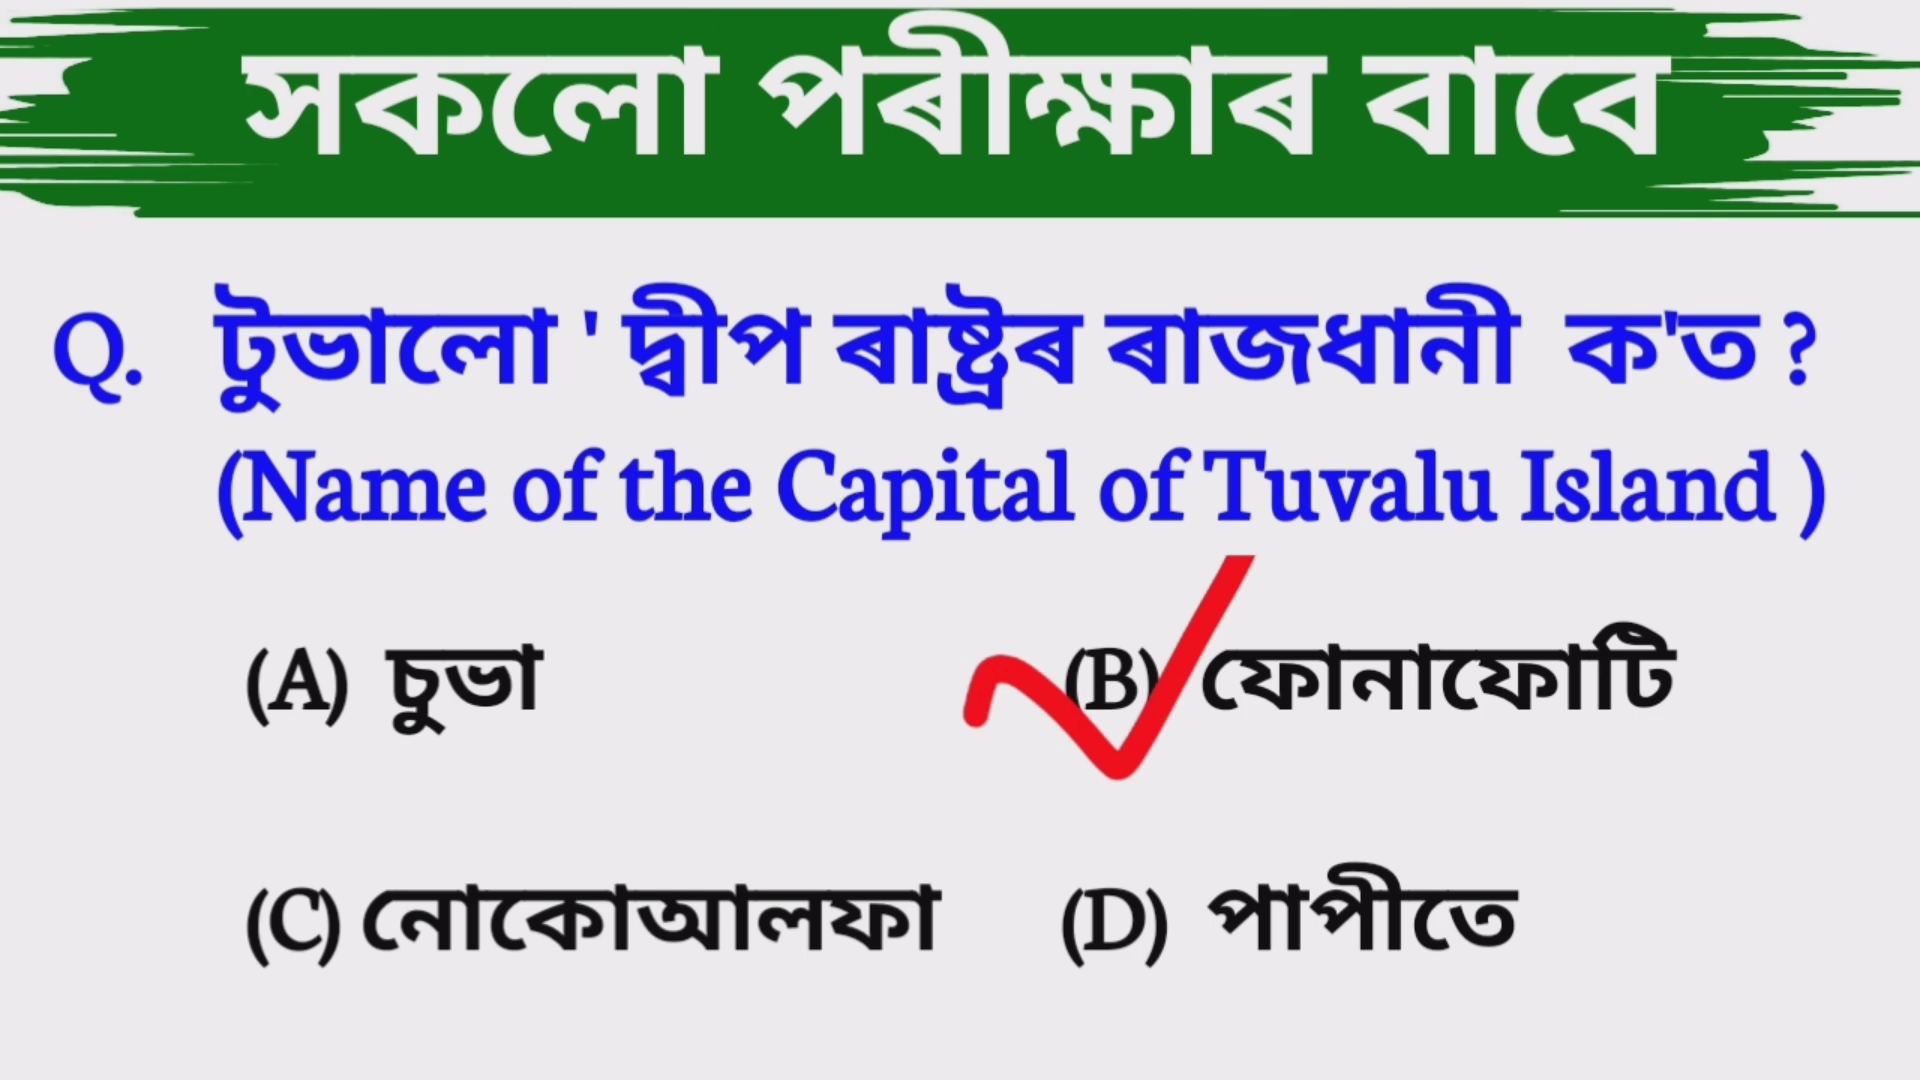 সকলো পৰীক্ষাৰ বাবে
Q. টুভালো ' দ্বীপ ৰাষ্ট্ৰৰ ৰাজধানী ক'ত ?
(Name of the Capital of Tuvalu Island )
(A) চুভা (B) ফোনাফোটি
(C) নোকোআলফা (D) পাপীতে